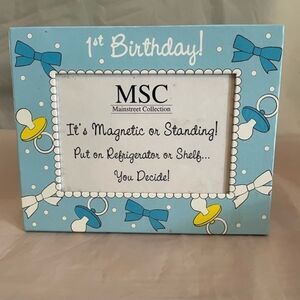 1st Birthday!
MSC
Mainstreet Collection
It's Magnetic or Standing!
Put on Refrigerator or Shelf...
You Decide!